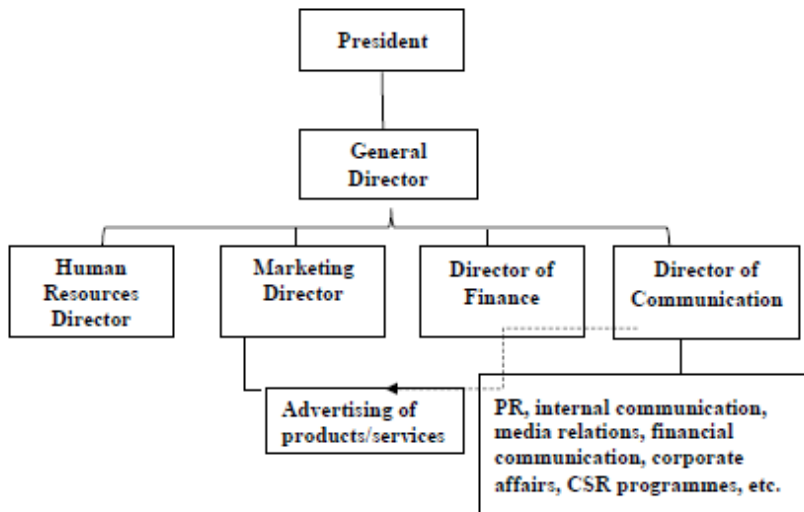 President
General
Director
Human
Resources
Director
Marketing
Director
Director of
Finance
Director of
Communication
Advertising of
products/services
PR, internal communication,
media relations, financial
communication, corporate
affairs, CSR programmes, etc.